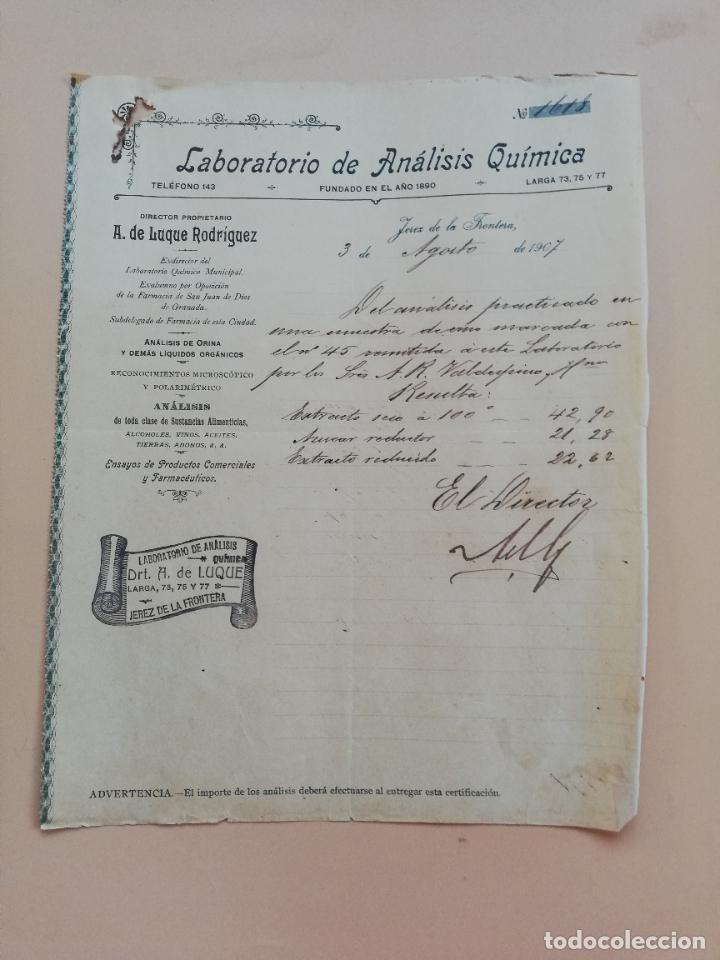 Nº 1618
Laboratorio de Análisis Química
TELÉFONO 143 FUNDADO EN EL AÑO 1890 LARGA 73, 75 Y 77
DIRECTOR PROPIETARIO
A. de Luque Rodríguez
Exdirector del
Laboratorio Químico Municipal.
Exalumno por Oposición
de la Farmacia de San Juan de Dios
de Granada.
Subdelegado de Farmacia de esta Ciudad.
ANÁLISIS DE ORINA
Y DEMÁS LÍQUIDOS ORGÁNICOS
RECONOCIMIENTOS MICROSCÓPICO
Y POLARIMÉTRICO
ANÁLISIS
de toda clase de Sustancias Alimenticias,
ALCOHOLES, VINOS, ACEITES,
TIERRAS, ABONOS, &. &.
Ensayos de Productos Comerciales
y Farmacéuticos.
Jerez de la Frontera,
3 de Agosto de 1907
Del análisis practicado en
una muestra de vino marcada con
el nº 45 remitida á este Laboratorio
por los Sres A. R. Valdespino y Hno
Resulta:
Extracto seco á 100° 42,90
Azucar reductor 21,28
Extracto reducido 22,62
El Director
LABORATORIO DE ANÁLISIS
QUÍMICA
Drt. A. de LUQUE
LARGA, 73, 75 Y 77
JEREZ DE LA FRONTERA
ADVERTENCIA.—El importe de los análisis deberá efectuarse al entregar esta certificación.
todocoleccion.net